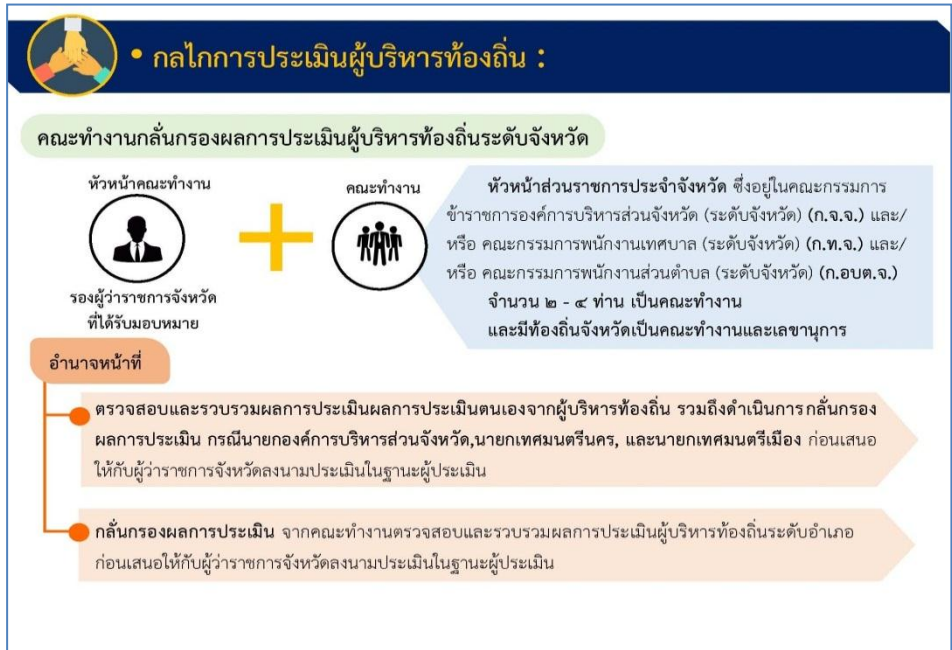 • กลไกการประเมินผู้บริหารท้องถิ่น :
คณะทำงานกลั่นกรองผลการประเมินผู้บริหารท้องถิ่นระดับจังหวัด
หัวหน้าคณะทำงาน
รองผู้ว่าราชการจังหวัด
ที่ได้รับมอบหมาย
คณะทำงาน
หัวหน้าส่วนราชการประจำจังหวัด ซึ่งอยู่ในคณะกรรมการ
ข้าราชการองค์การบริหารส่วนจังหวัด (ระดับจังหวัด) (ก.จ.จ.) และ/
หรือ คณะกรรมการพนักงานเทศบาล (ระดับจังหวัด) (ก.ท.จ.) และ/
หรือ คณะกรรมการพนักงานส่วนตำบล (ระดับจังหวัด) (ก.อบต.จ.)
จำนวน ๒ - ๔ ท่าน เป็นคณะทำงาน
และมีท้องถิ่นจังหวัดเป็นคณะทำงานและเลขานุการ
อำนาจหน้าที่
ตรวจสอบและรวบรวมผลการประเมินผลการประเมินตนเองจากผู้บริหารท้องถิ่น รวมถึงดำเนินการ กลั่นกรอง
ผลการประเมิน กรณีนายกองค์การบริหารส่วนจังหวัด,นายกเทศมนตรีนคร, และนายกเทศมนตรีเมือง ก่อนเสนอ
ให้กับผู้ว่าราชการจังหวัดลงนามประเมินในฐานะผู้ประเมิน
กลั่นกรองผลการประเมิน จากคณะทำงานตรวจสอบและรวบรวมผลการประเมินผู้บริหารท้องถิ่นระดับอำเภอ
ก่อนเสนอให้กับผู้ว่าราชการจังหวัดลงนามประเมินในฐานะผู้ประเมิน